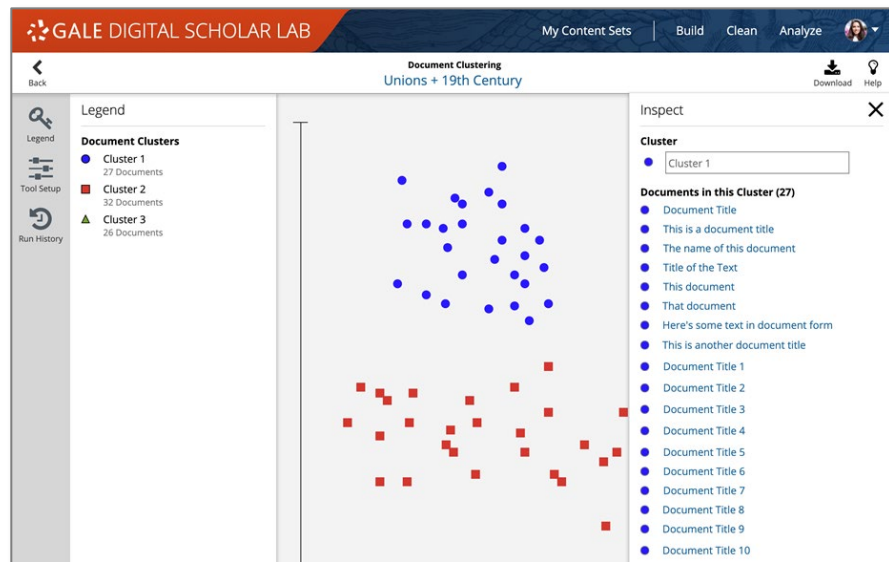 GALE DIGITAL SCHOLAR LAB
My Content Sets
Build
Clean
Analyze
Back
Document Clustering
Unions + 19th Century
Download
Help
Legend
Tool Setup
Run History
Legend
Document Clusters
Cluster 1
27 Documents
Cluster 2
32 Documents
Cluster 3
26 Documents
Inspect
Cluster
Cluster 1
Documents in this Cluster (27)
Document Title
This is a document title
The name of this document
Title of the Text
This document
That document
Here's some text in document form
This is another document title
Document Title 1
Document Title 2
Document Title 3
Document Title 4
Document Title 5
Document Title 6
Document Title 7
Document Title 8
Document Title 9
Document Title 10